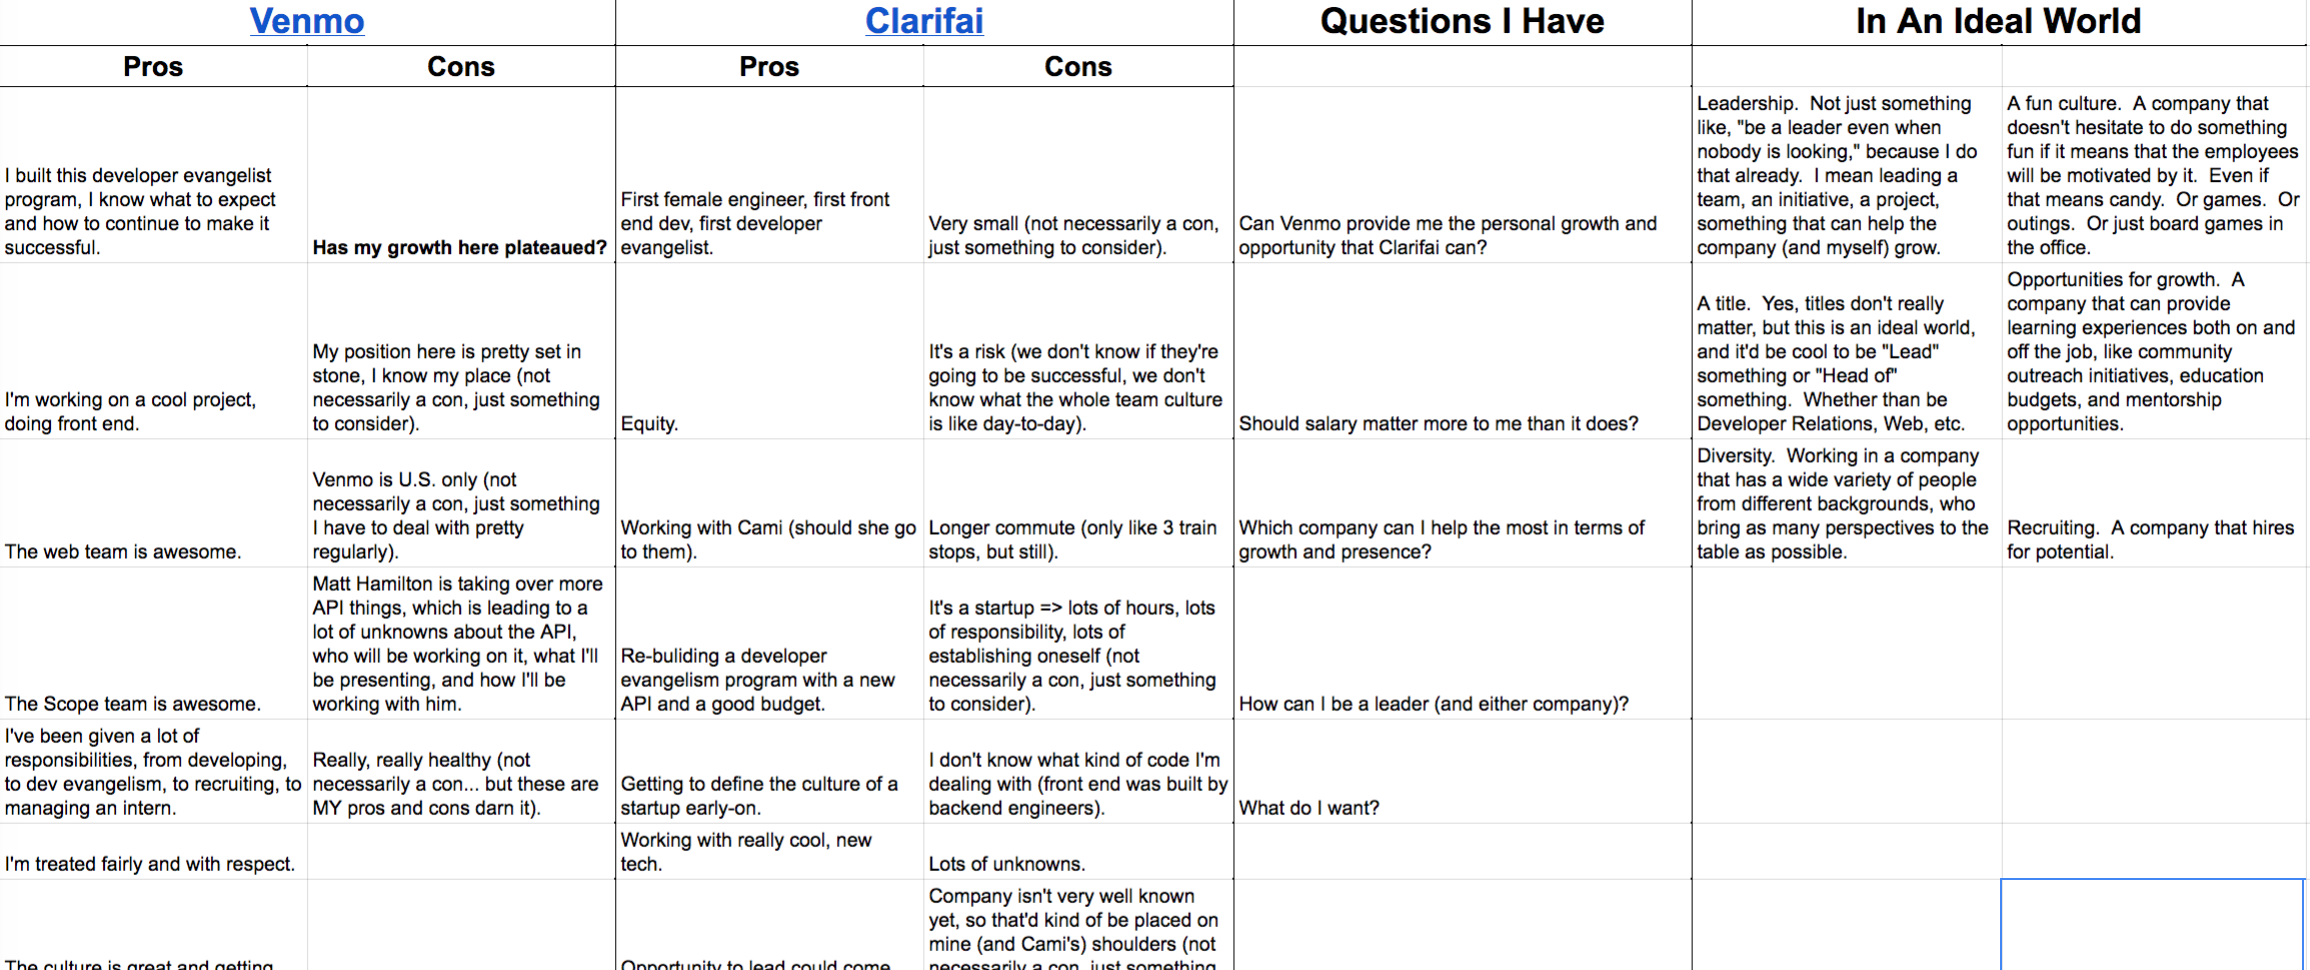 Venmo
Clarifai
Questions I Have
In An Ideal World
Pros
Cons
Pros
Cons
I built this developer evangelist
program, I know what to expect
and how to continue to make it
successful.
Has my growth here plateaued?
First female engineer, first front
end dev, first developer
evangelist.
Very small (not necessarily a con,
just something to consider).
Can Venmo provide me the personal growth and
opportunity that Clarifai can?
Leadership.  Not just something
like, "be a leader even when
nobody is looking," because I do
that already.  I mean leading a
team, an initiative, a project,
something that can help the
company (and myself) grow.
A fun culture.  A company that
doesn't hesitate to do something
fun if it means that the employees
will be motivated by it.  Even if
that means candy.  Or games.  Or
outings.  Or just board games in
the office.
I'm working on a cool project,
doing front end.
My position here is pretty set in
stone, I know my place (not
necessarily a con, just something
to consider).
Equity.
It's a risk (we don't know if they're
going to be successful, we don't
know what the whole team culture
is like day-to-day).
Should salary matter more to me than it does?
A title.  Yes, titles don't really
matter, but this is an ideal world,
and it'd be cool to be "Lead"
something or "Head of"
something.  Whether than be
Developer Relations, Web, etc.
Opportunities for growth.  A
company that can provide
learning experiences both on and
off the job, like community
outreach initiatives, education
budgets, and mentorship
opportunities.
The web team is awesome.
Venmo is U.S. only (not
necessarily a con, just something
I have to deal with pretty
regularly).
Working with Cami (should she go
to them).
Longer commute (only like 3 train
stops, but still).
Which company can I help the most in terms of
growth and presence?
Diversity.  Working in a company
that has a wide variety of people
from different backgrounds, who
bring as many perspectives to the
table as possible.
Recruiting.  A company that hires
for potential.
The Scope team is awesome.
Matt Hamilton is taking over more
API things, which is leading to a
lot of unknowns about the API,
who will be working on it, what I'll
be presenting, and how I'll be
working with him.
Re-buliding a developer
evangelism program with a new
API and a good budget.
It's a startup => lots of hours, lots
of responsibility, lots of
establishing oneself (not
necessarily a con, just something
to consider).
How can I be a leader (and either company)?
I've been given a lot of
responsibilities, from developing,
to dev evangelism, to recruiting, to
managing an intern.
Really, really healthy (not
necessarily a con... but these are
MY pros and cons darn it).
Getting to define the culture of a
startup early-on.
I don't know what kind of code I'm
dealing with (front end was built by
backend engineers).
What do I want?
I'm treated fairly and with respect.
Working with really cool, new
tech.
Lots of unknowns.
The culture is great and getting
Opportunity to lead could come
Company isn't very well known
yet, so that'd kind of be placed on
mine (and Cami's) shoulders (not
necessarily a con, just something